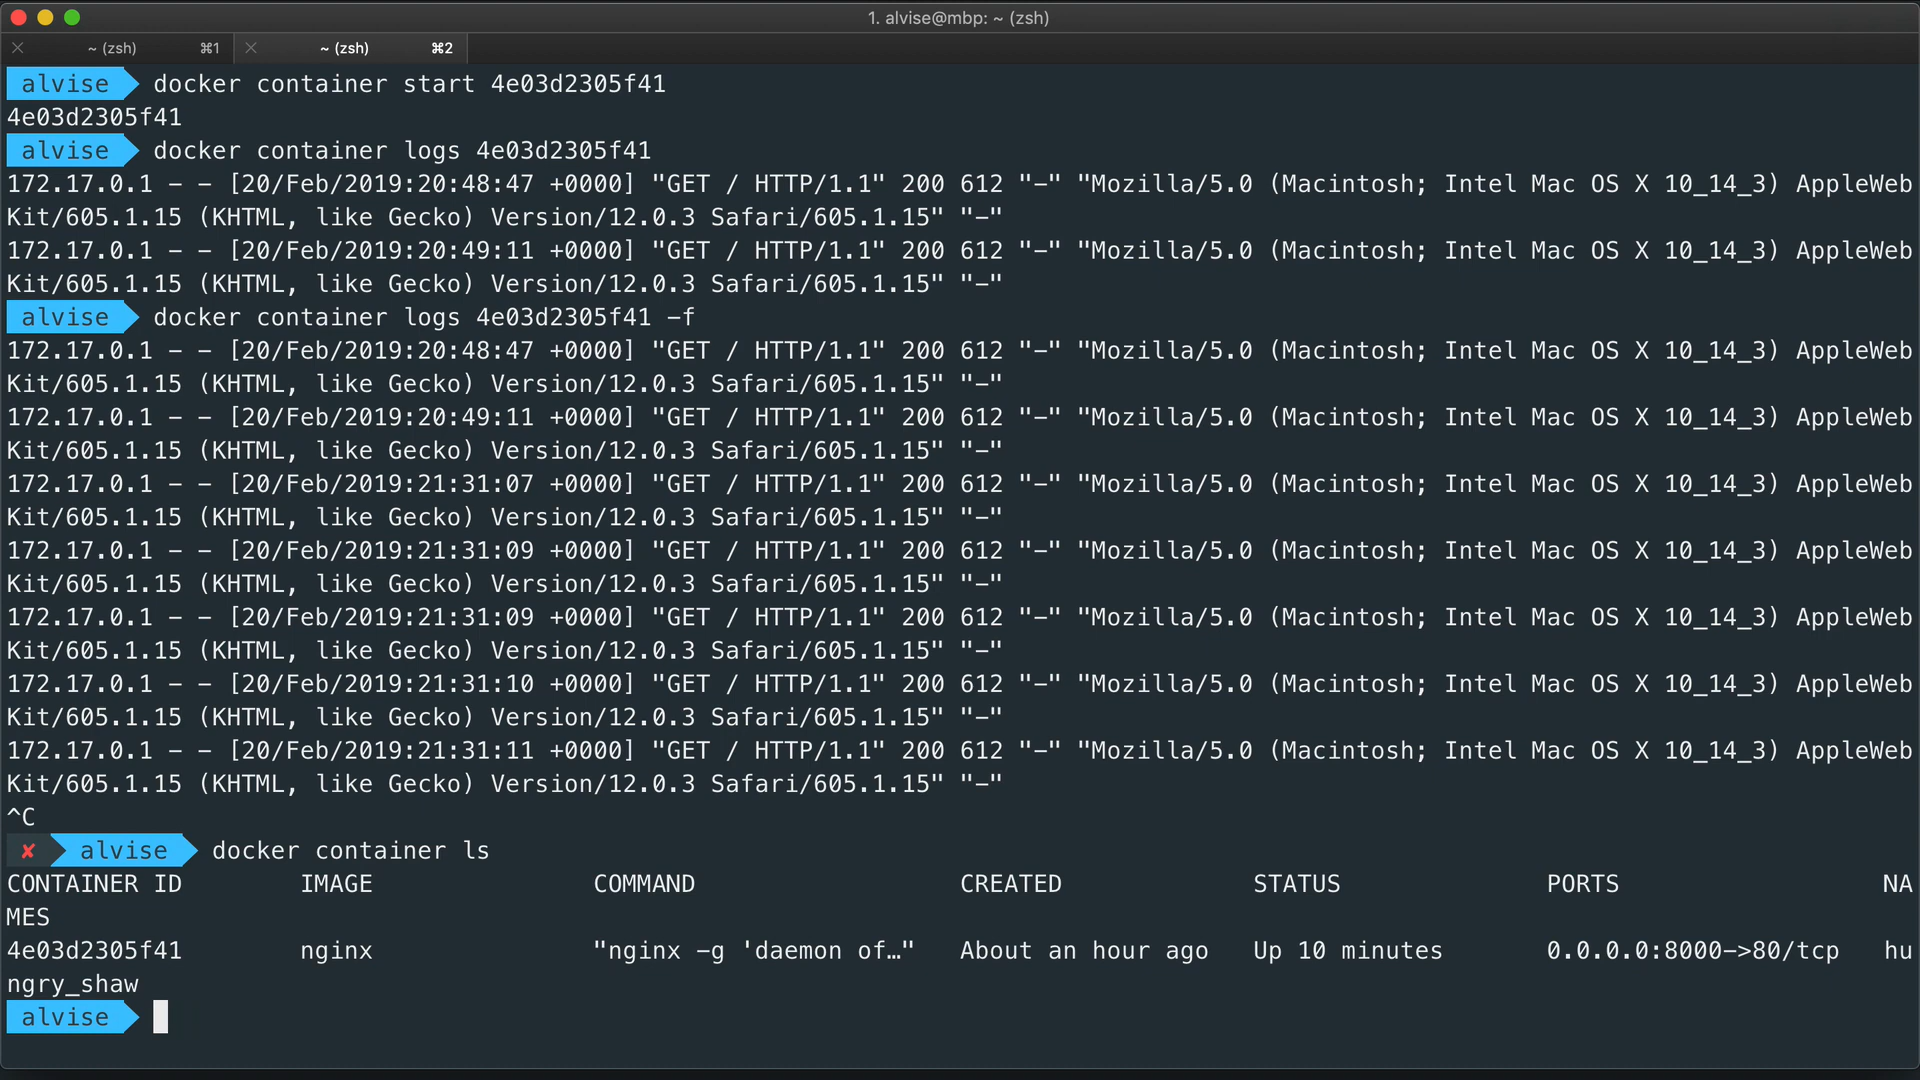 1. alvise@mbp: ~ (zsh)
~ (zsh) ⌘1 ~ (zsh) ⌘2
alvise docker container start 4e03d2305f41
4e03d2305f41
alvise docker container logs 4e03d2305f41
172.17.0.1 - - [20/Feb/2019:20:48:47 +0000] "GET / HTTP/1.1" 200 612 "-" "Mozilla/5.0 (Macintosh; Intel Mac OS X 10_14_3) AppleWeb
Kit/605.1.15 (KHTML, like Gecko) Version/12.0.3 Safari/605.1.15" "-"
172.17.0.1 - - [20/Feb/2019:20:49:11 +0000] "GET / HTTP/1.1" 200 612 "-" "Mozilla/5.0 (Macintosh; Intel Mac OS X 10_14_3) AppleWeb
Kit/605.1.15 (KHTML, like Gecko) Version/12.0.3 Safari/605.1.15" "-"
alvise docker container logs 4e03d2305f41 -f
172.17.0.1 - - [20/Feb/2019:20:48:47 +0000] "GET / HTTP/1.1" 200 612 "-" "Mozilla/5.0 (Macintosh; Intel Mac OS X 10_14_3) AppleWeb
Kit/605.1.15 (KHTML, like Gecko) Version/12.0.3 Safari/605.1.15" "-"
172.17.0.1 - - [20/Feb/2019:20:49:11 +0000] "GET / HTTP/1.1" 200 612 "-" "Mozilla/5.0 (Macintosh; Intel Mac OS X 10_14_3) AppleWeb
Kit/605.1.15 (KHTML, like Gecko) Version/12.0.3 Safari/605.1.15" "-"
172.17.0.1 - - [20/Feb/2019:21:31:07 +0000] "GET / HTTP/1.1" 200 612 "-" "Mozilla/5.0 (Macintosh; Intel Mac OS X 10_14_3) AppleWeb
Kit/605.1.15 (KHTML, like Gecko) Version/12.0.3 Safari/605.1.15" "-"
172.17.0.1 - - [20/Feb/2019:21:31:09 +0000] "GET / HTTP/1.1" 200 612 "-" "Mozilla/5.0 (Macintosh; Intel Mac OS X 10_14_3) AppleWeb
Kit/605.1.15 (KHTML, like Gecko) Version/12.0.3 Safari/605.1.15" "-"
172.17.0.1 - - [20/Feb/2019:21:31:09 +0000] "GET / HTTP/1.1" 200 612 "-" "Mozilla/5.0 (Macintosh; Intel Mac OS X 10_14_3) AppleWeb
Kit/605.1.15 (KHTML, like Gecko) Version/12.0.3 Safari/605.1.15" "-"
172.17.0.1 - - [20/Feb/2019:21:31:10 +0000] "GET / HTTP/1.1" 200 612 "-" "Mozilla/5.0 (Macintosh; Intel Mac OS X 10_14_3) AppleWeb
Kit/605.1.15 (KHTML, like Gecko) Version/12.0.3 Safari/605.1.15" "-"
172.17.0.1 - - [20/Feb/2019:21:31:11 +0000] "GET / HTTP/1.1" 200 612 "-" "Mozilla/5.0 (Macintosh; Intel Mac OS X 10_14_3) AppleWeb
Kit/605.1.15 (KHTML, like Gecko) Version/12.0.3 Safari/605.1.15" "-"
^C
✘ alvise docker container ls
CONTAINER ID IMAGE COMMAND CREATED STATUS PORTS NA
MES
4e03d2305f41 nginx "nginx -g 'daemon of…" About an hour ago Up 10 minutes 0.0.0.0:8000->80/tcp hu
ngry_shaw
alvise